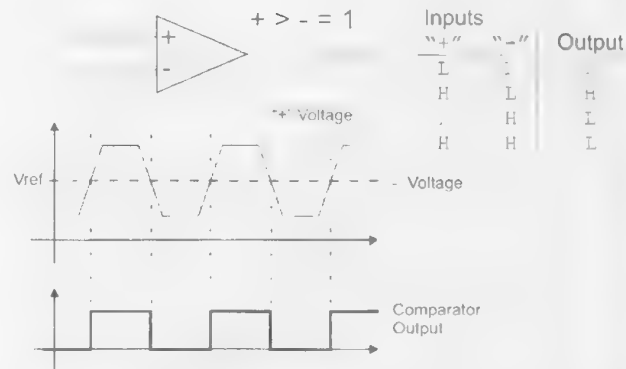 + > - = 1
+
-
Inputs
"+" "-" Output
L
H L H
H L
H H L
"+" Voltage
Vref
- Voltage
Comparator
Output